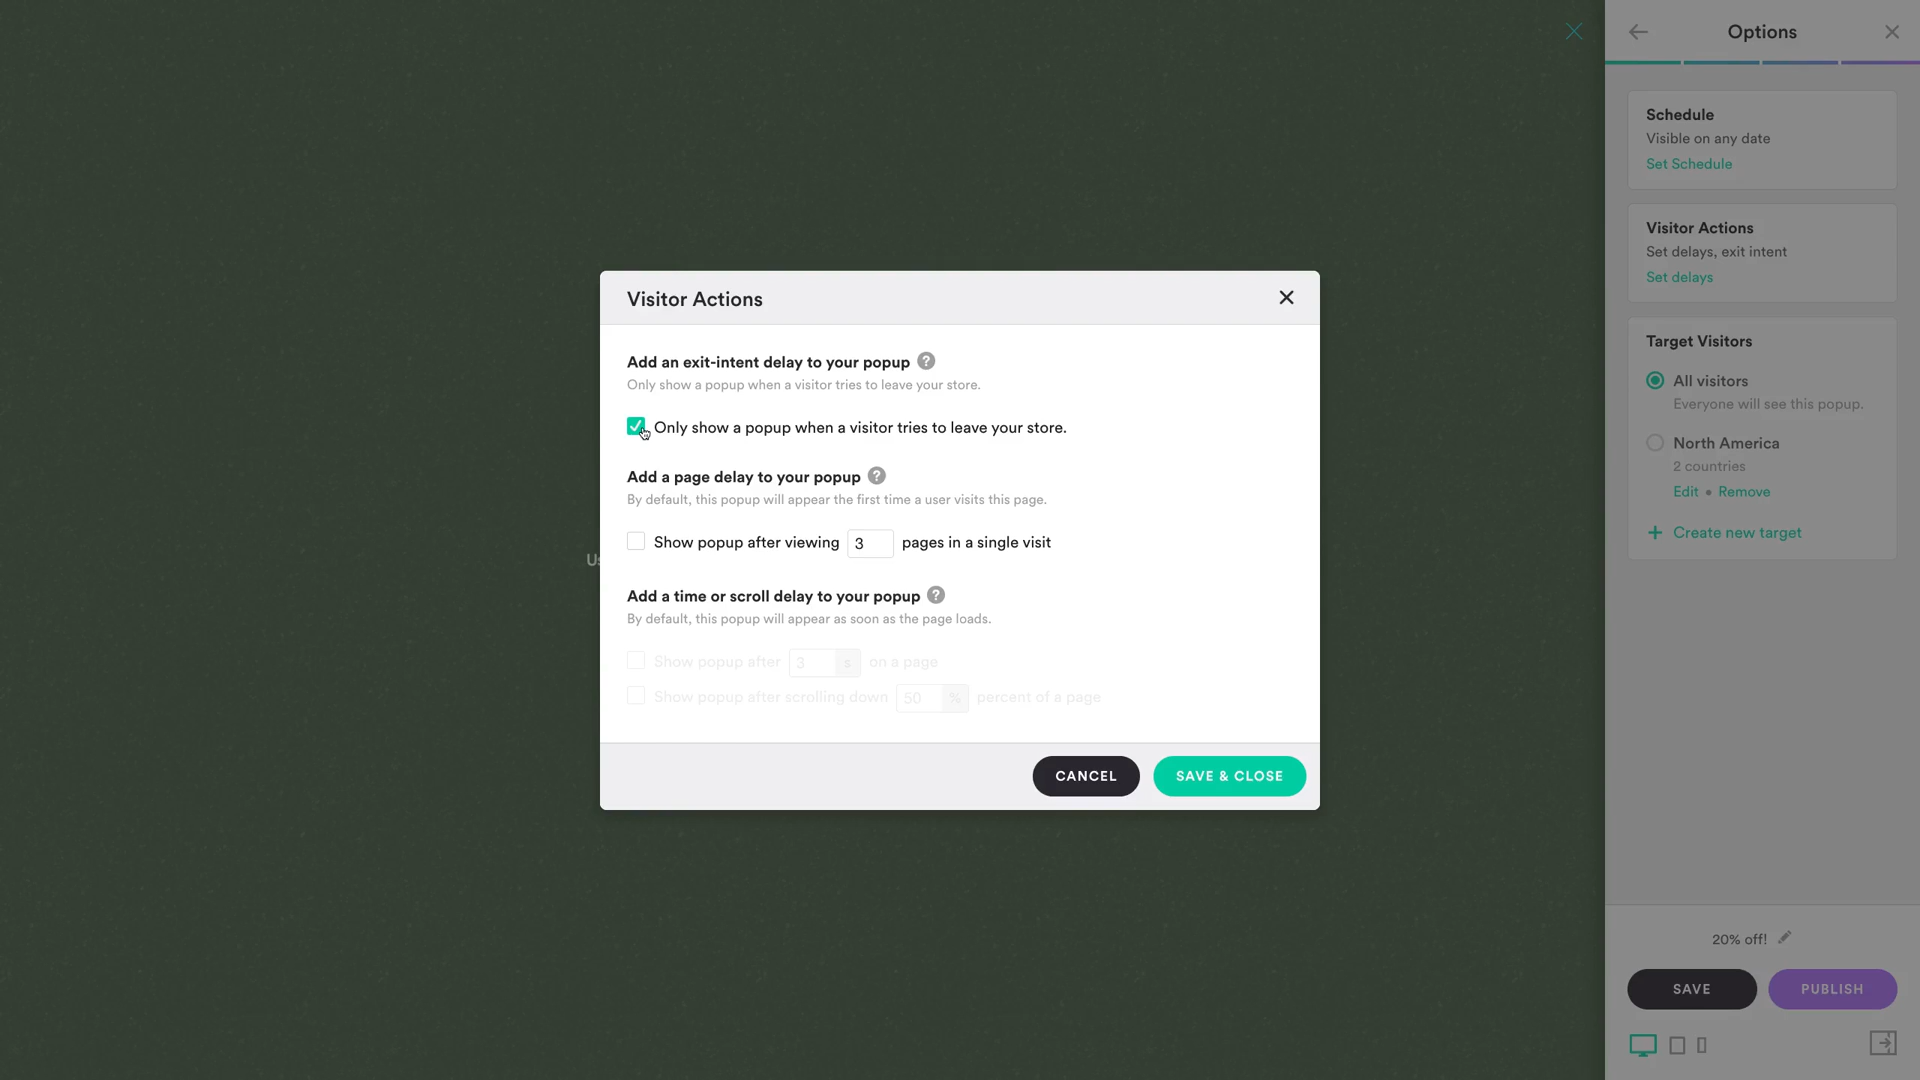 Options
Schedule
Visible on any date
Set Schedule
Visitor Actions
Set delays, exit intent
Set delays
Target Visitors
All visitors
Everyone will see this popup.
North America
2 countries
Edit • Remove
+ Create new target
20% off!
SAVE
PUBLISH
Visitor Actions
Add an exit-intent delay to your popup ?
Only show a popup when a visitor tries to leave your store.
Only show a popup when a visitor tries to leave your store.
Add a page delay to your popup ?
By default, this popup will appear the first time a user visits this page.
Show popup after viewing 3 pages in a single visit
Add a time or scroll delay to your popup ?
By default, this popup will appear as soon as the page loads.
Show popup after 3 s on a page
Show popup after scrolling down 50 % percent of a page
CANCEL
SAVE & CLOSE